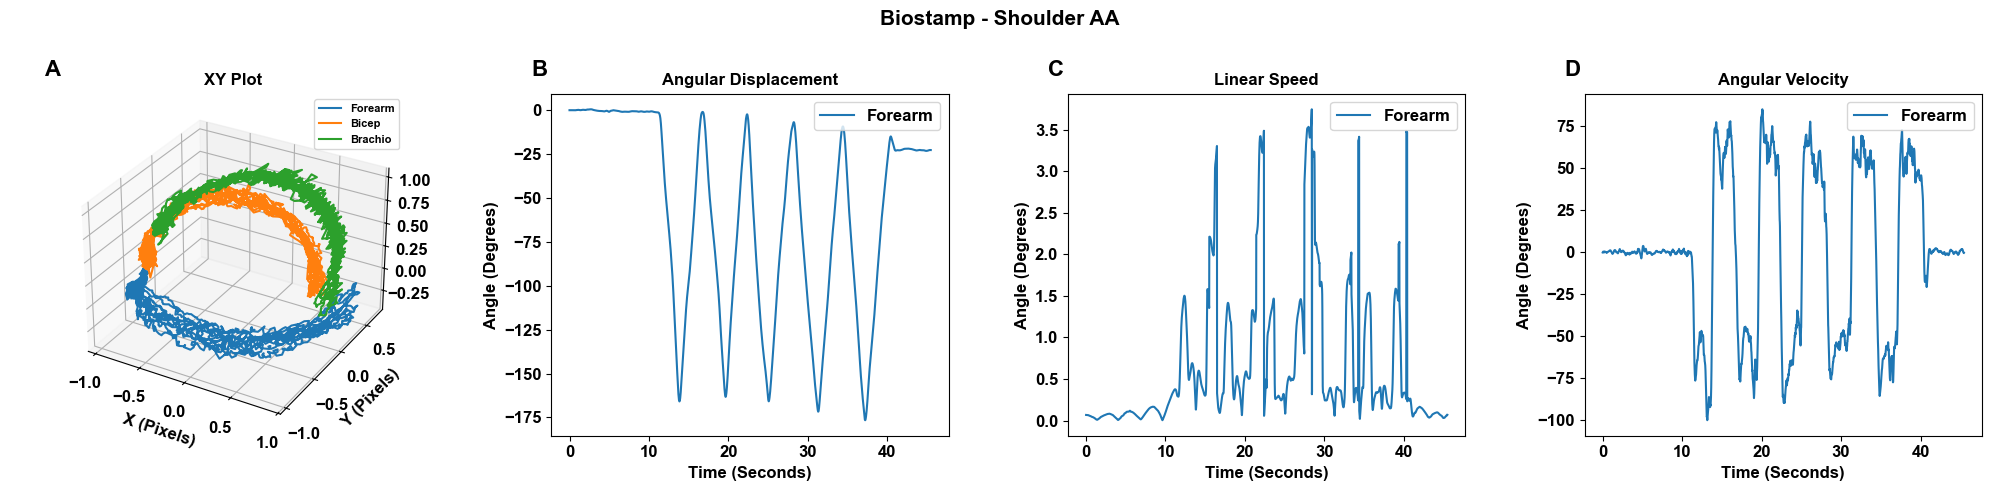 Biostamp - Shoulder AA
A
XY Plot
Forearm
Bicep
Brachio
1.00
0.75
0.50
0.25
0.00
−0.25
−1.0
−0.5
0.0
0.5
1.0
X (Pixels)
−1.0
−0.5
0.0
0.5
Y (Pixels)
B
Angular Displacement
Forearm
0
−25
−50
−75
−100
−125
−150
−175
Angle (Degrees)
0 10 20 30 40
Time (Seconds)
C
Linear Speed
Forearm
3.5
3.0
2.5
2.0
1.5
1.0
0.5
0.0
Angle (Degrees)
0 10 20 30 40
Time (Seconds)
D
Angular Velocity
Forearm
75
50
25
0
−25
−50
−75
−100
Angle (Degrees)
0 10 20 30 40
Time (Seconds)